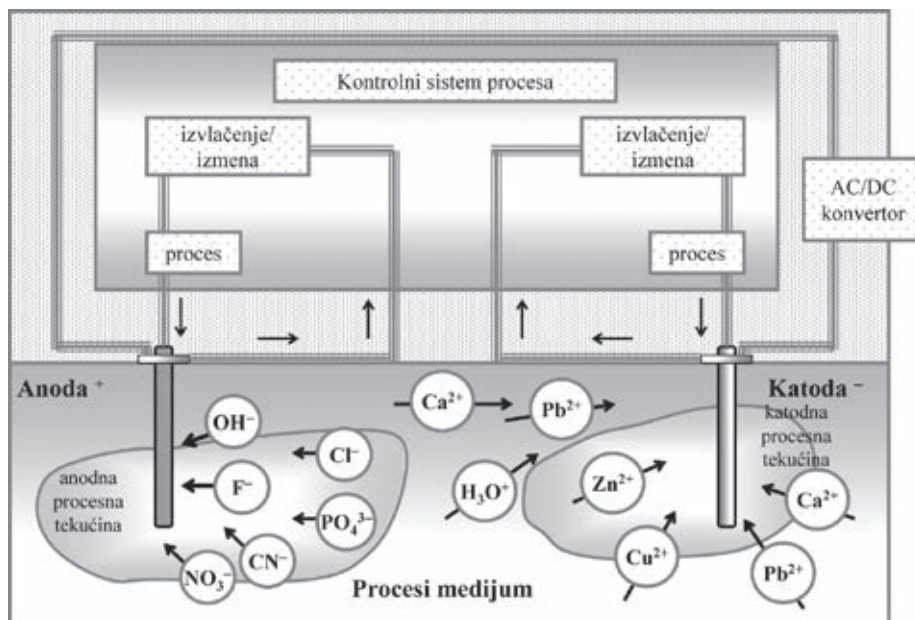 Kontrolni sistem procesa
izvlačenje/
izmena
izvlačenje/
izmena
AC/DC
konvertor
proces
proces
Anoda +
Katoda –
OH–
Cl–
F–
PO₄3–
CN–
NO₃–
anodna
procesna
tekućina
Ca2+
Pb2+
H₃O+
Zn2+
Cu2+
Ca2+
Pb2+
katodna
procesna
tekućina
Procesi medijum